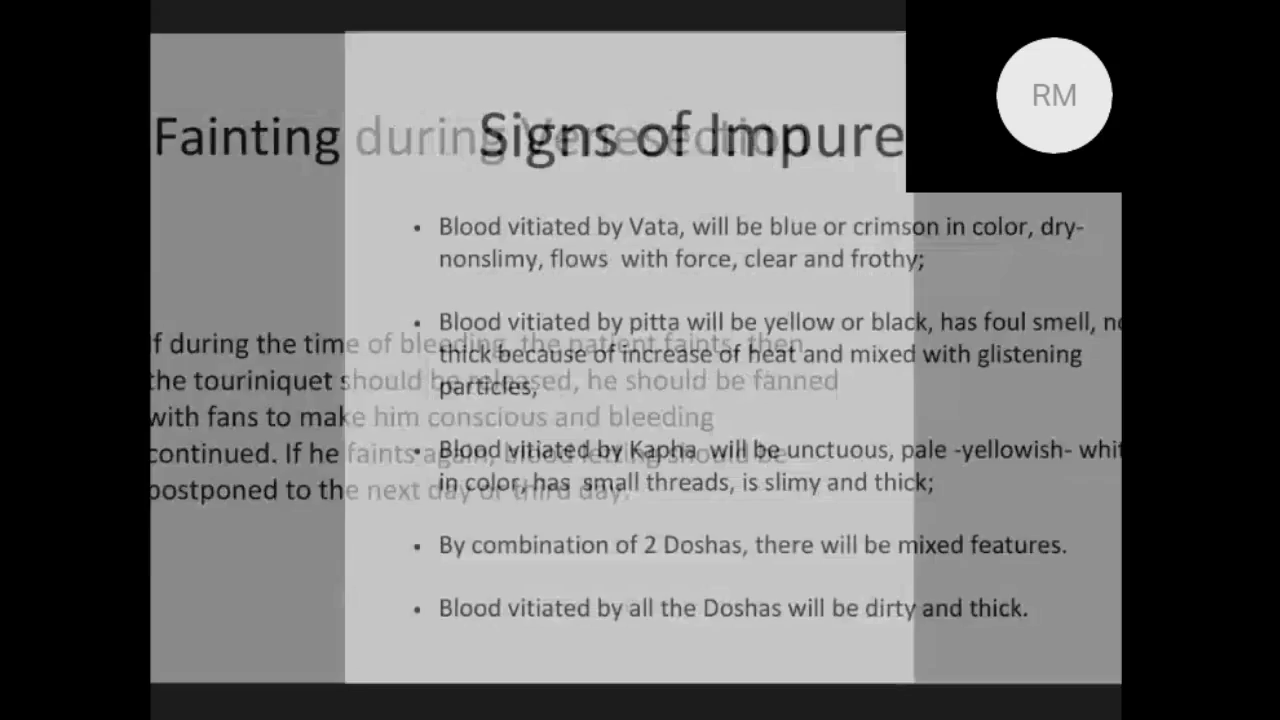 RM
Fainting during Venesection
If during the time of bleeding, the patient faints, then
the touriniquet should be released, he should be fanned
with fans to make him conscious and bleeding
continued. If he faints again, blood letting should be
postponed to the next day or third day.
Signs of Impure
• Blood vitiated by Vata, will be blue or crimson in color, dry-
nonslimy, flows with force, clear and frothy;
• Blood vitiated by pitta will be yellow or black, has foul smell,
thick because of increase of heat and mixed with glistening
particles;
• Blood vitiated by Kapha will be unctuous, pale -yellowish- whit
in color, has small threads, is slimy and thick;
• By combination of 2 Doshas, there will be mixed features.
• Blood vitiated by all the Doshas will be dirty and thick.